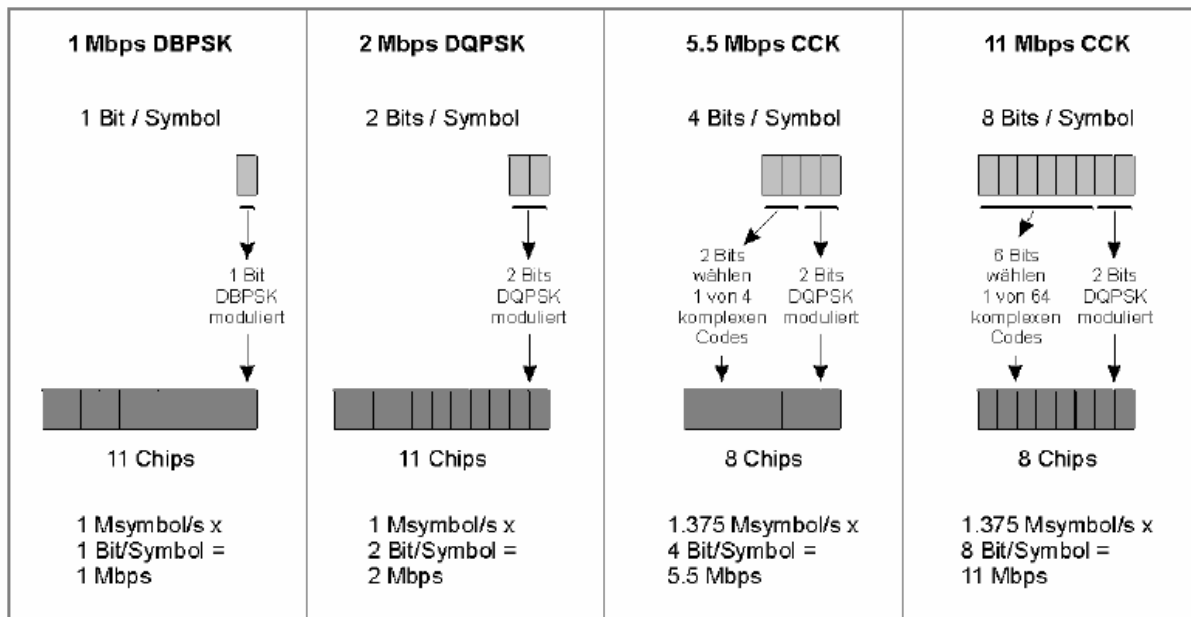 1 Mbps DBPSK
1 Bit / Symbol
1 Bit
DBPSK
moduliert
11 Chips
1 Msymbol/s x
1 Bit/Symbol =
1 Mbps
2 Mbps DQPSK
2 Bits / Symbol
2 Bits
DQPSK
moduliert
11 Chips
1 Msymbol/s x
2 Bit/Symbol =
2 Mbps
5.5 Mbps CCK
4 Bits / Symbol
2 Bits
wählen
1 von 4
komplexen
Codes
2 Bits
DQPSK
moduliert
8 Chips
1.375 Msymbol/s x
4 Bit/Symbol =
5.5 Mbps
11 Mbps CCK
8 Bits / Symbol
6 Bits
wählen
1 von 64
komplexen
Codes
2 Bits
DQPSK
moduliert
8 Chips
1.375 Msymbol/s x
8 Bit/Symbol =
11 Mbps